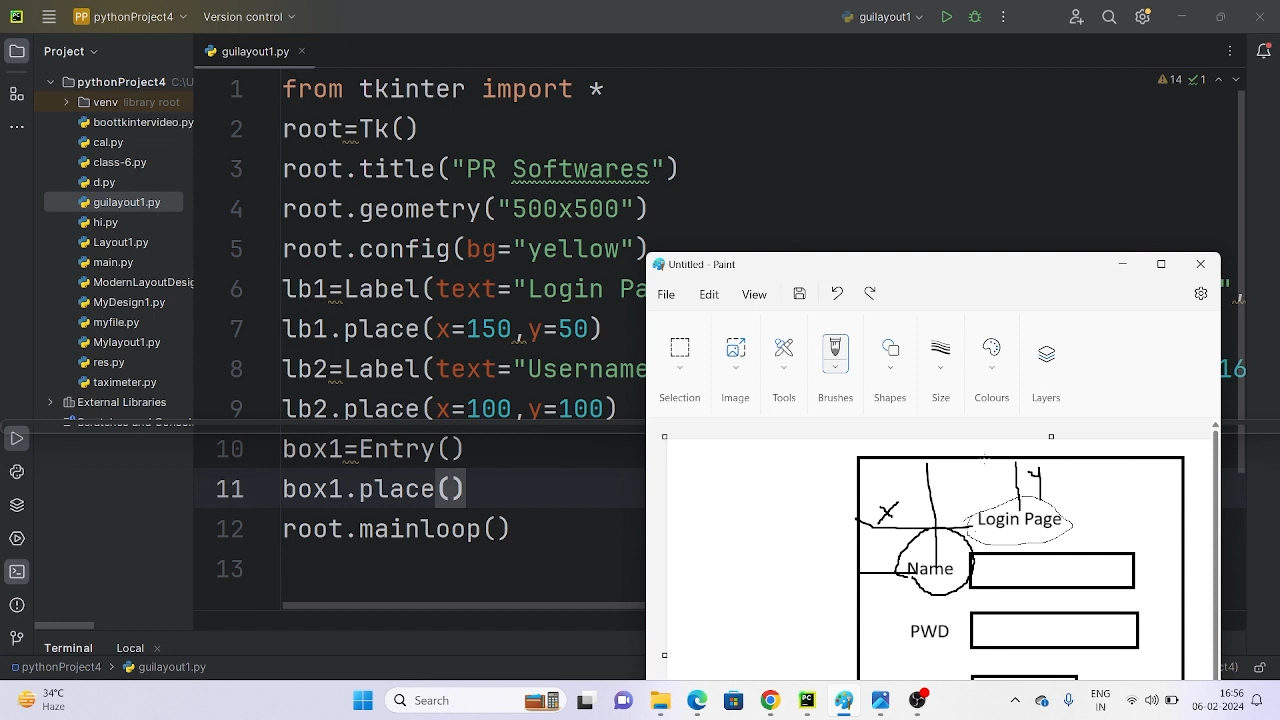 PP pythonProject4 Version control guilayout1
Project guilayout1.py
pythonProject4 C:\U
venv library root
boottkintervideo.py
cal.py
class-6.py
d.py
guilayout1.py
hi.py
Layout1.py
main.py
ModernLayoutDesig
MyDesign1.py
myfile.py
Mylayout1.py
res.py
taximeter.py
External Libraries
14 1
1 from tkinter import *
2 root=Tk()
3 root.title("PR Softwares")
4 root.geometry("500x500")
5 root.config(bg="yellow")
6 lb1=Label(text="Login Pa
",
7 lb1.place(x=150,y=50)
8 lb2=Label(text="Username
16
9 lb2.place(x=100,y=100)
10 box1=Entry()
11 box1.place()
12 root.mainloop()
13
Untitled - Paint
File Edit View
Selection Image Tools Brushes Shapes Size Colours Layers
x y
Login Page
Name
PWD
Terminal Local
pythonProject4 > guilayout1.py
t4)
34°C
Haze
Search
ENG
IN
16:56
06-02-2024